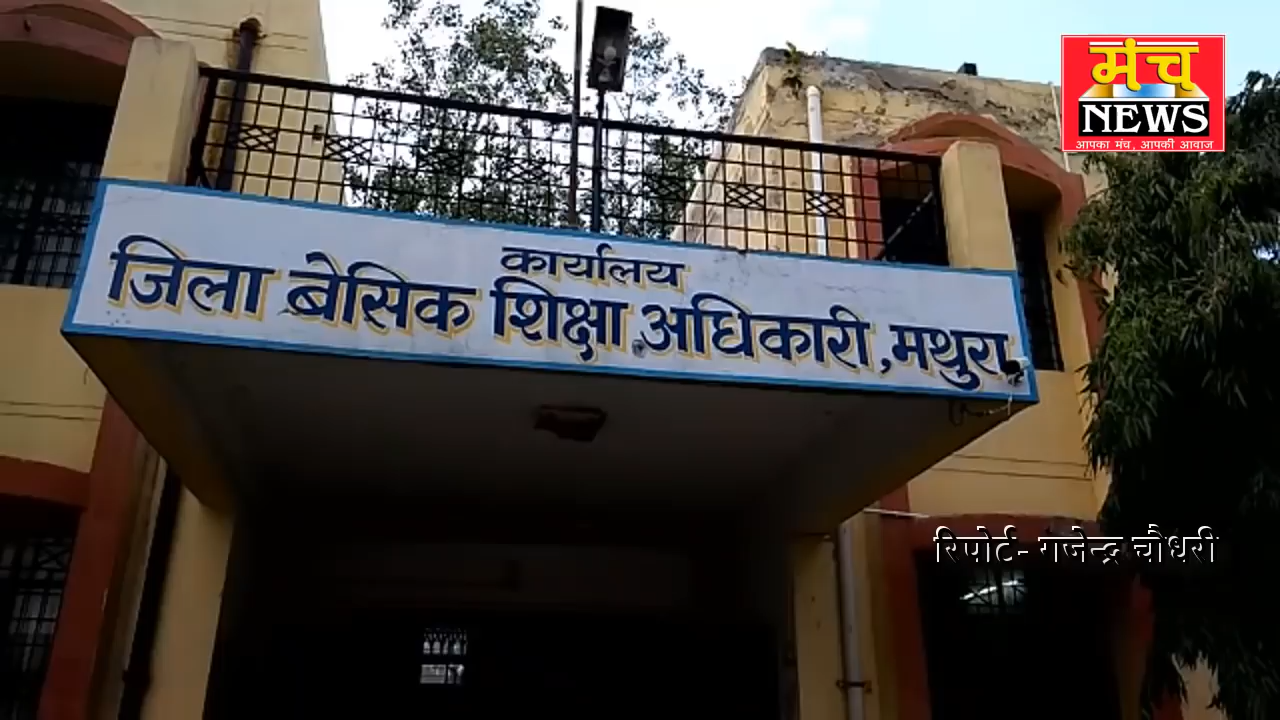 मंच
NEWS
आपका मंच, आपकी आवाज
कार्यालय
जिला बेसिक शिक्षा अधिकारी, मथुरा
रिपोर्ट- गजेन्द्र चौधरी